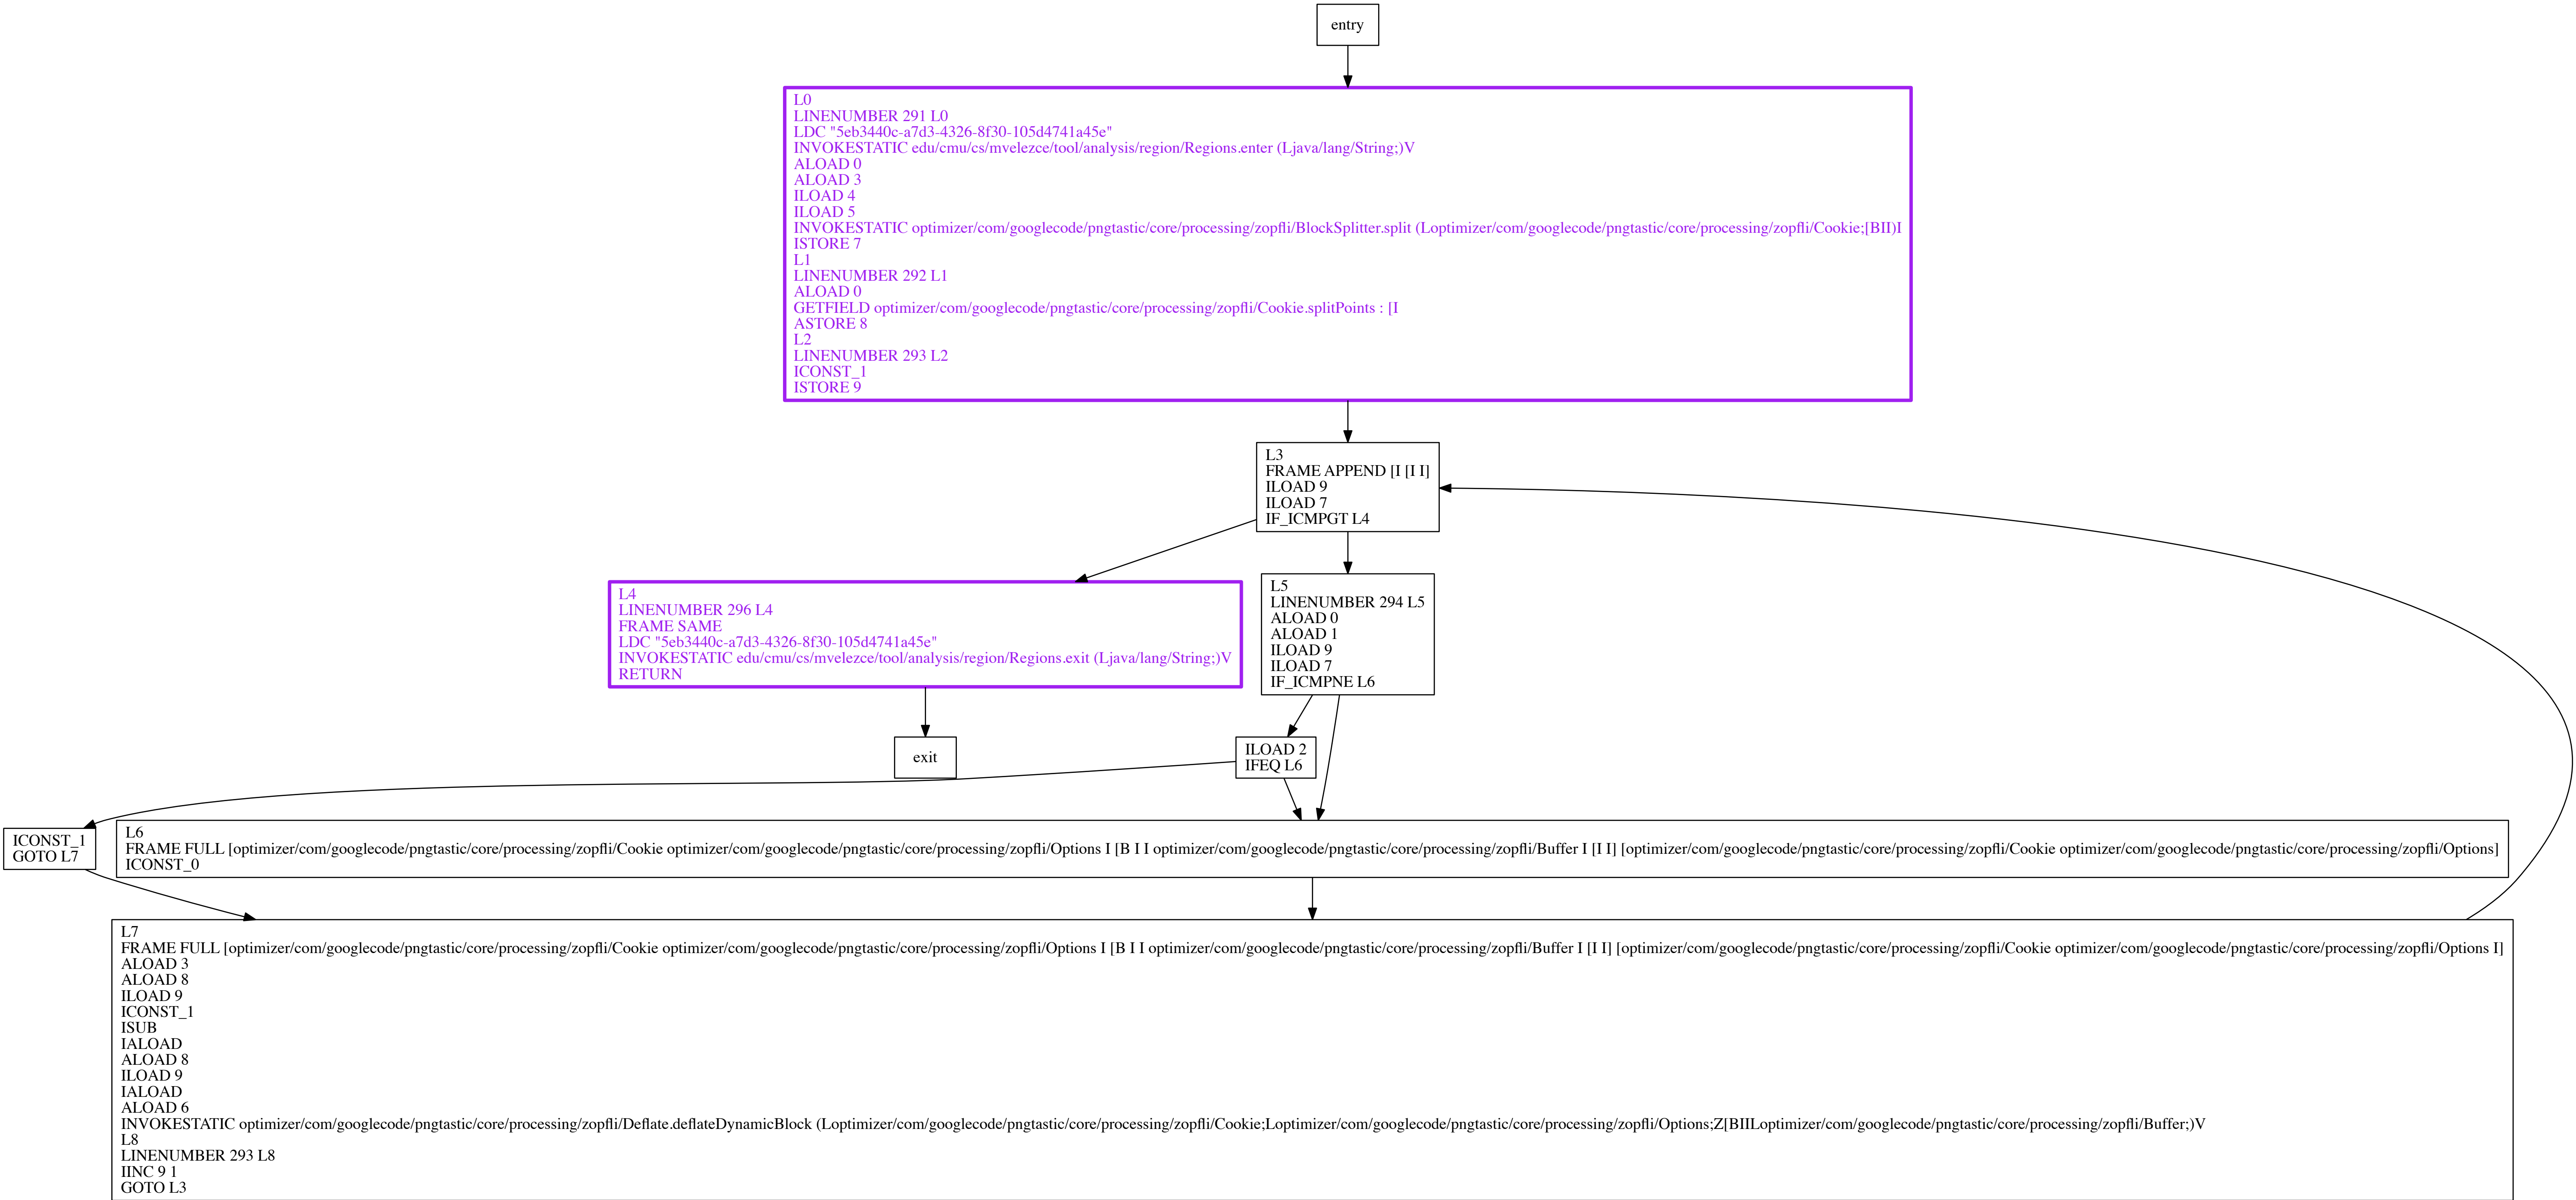 entry
L0
LINENUMBER 291 L0
LDC "5eb3440c-a7d3-4326-8f30-105d4741a45e"
INVOKESTATIC edu/cmu/cs/mvelezce/tool/analysis/region/Regions.enter (Ljava/lang/String;)V
ALOAD 0
ALOAD 3
ILOAD 4
ILOAD 5
INVOKESTATIC optimizer/com/googlecode/pngtastic/core/processing/zopfli/BlockSplitter.split (Loptimizer/com/googlecode/pngtastic/core/processing/zopfli/Cookie;[BII)I
ISTORE 7
L1
LINENUMBER 292 L1
ALOAD 0
GETFIELD optimizer/com/googlecode/pngtastic/core/processing/zopfli/Cookie.splitPoints : [I
ASTORE 8
L2
LINENUMBER 293 L2
ICONST_1
ISTORE 9
L3
FRAME APPEND [I [I I]
ILOAD 9
ILOAD 7
IF_ICMPGT L4
L4
LINENUMBER 296 L4
FRAME SAME
LDC "5eb3440c-a7d3-4326-8f30-105d4741a45e"
INVOKESTATIC edu/cmu/cs/mvelezce/tool/analysis/region/Regions.exit (Ljava/lang/String;)V
RETURN
L5
LINENUMBER 294 L5
ALOAD 0
ALOAD 1
ILOAD 9
ILOAD 7
IF_ICMPNE L6
exit
ILOAD 2
IFEQ L6
ICONST_1
GOTO L7
L6
FRAME FULL [optimizer/com/googlecode/pngtastic/core/processing/zopfli/Cookie optimizer/com/googlecode/pngtastic/core/processing/zopfli/Options I [B I I optimizer/com/googlecode/pngtastic/core/processing/zopfli/Buffer I [I I] [optimizer/com/googlecode/pngtastic/core/processing/zopfli/Cookie optimizer/com/googlecode/pngtastic/core/processing/zopfli/Options]
ICONST_0
L7
FRAME FULL [optimizer/com/googlecode/pngtastic/core/processing/zopfli/Cookie optimizer/com/googlecode/pngtastic/core/processing/zopfli/Options I [B I I optimizer/com/googlecode/pngtastic/core/processing/zopfli/Buffer I [I I] [optimizer/com/googlecode/pngtastic/core/processing/zopfli/Cookie optimizer/com/googlecode/pngtastic/core/processing/zopfli/Options I]
ALOAD 3
ALOAD 8
ILOAD 9
ICONST_1
ISUB
IALOAD
ALOAD 8
ILOAD 9
IALOAD
ALOAD 6
INVOKESTATIC optimizer/com/googlecode/pngtastic/core/processing/zopfli/Deflate.deflateDynamicBlock (Loptimizer/com/googlecode/pngtastic/core/processing/zopfli/Cookie;Loptimizer/com/googlecode/pngtastic/core/processing/zopfli/Options;Z[BIILoptimizer/com/googlecode/pngtastic/core/processing/zopfli/Buffer;)V
L8
LINENUMBER 293 L8
IINC 9 1
GOTO L3